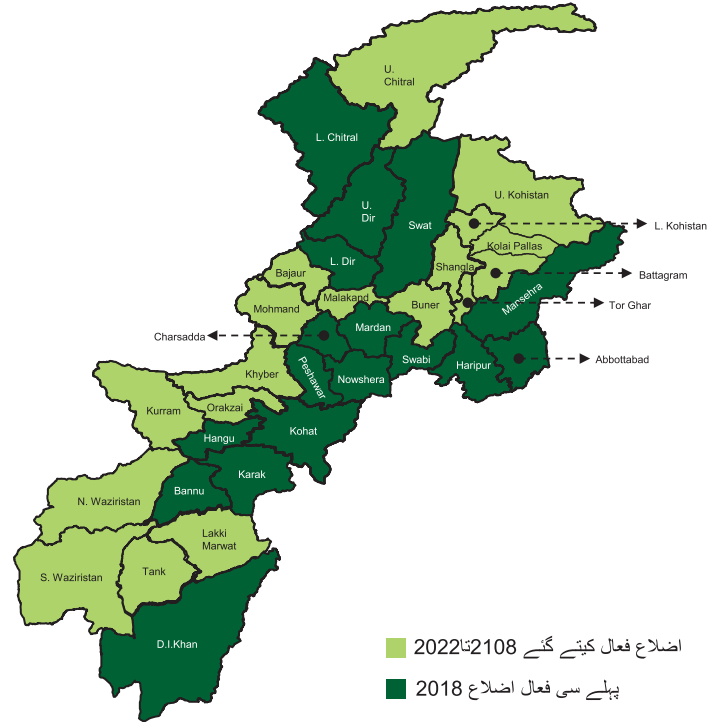 U.
Chitral
L. Chitral
U. Kohistan
U.
Dir
Swat
L. Kohistan
Kolai Pallas
L. Dir
Shangla
Bajaur
Battagram
Malakand
Mansehra
Mohmand
Buner
Tor Ghar
Mardan
Charsadda
Swabi
Haripur
Abbottabad
Khyber
Peshawar
Nowshera
Kurram
Orakzai
Hangu
Kohat
Karak
Bannu
N. Waziristan
Lakki
Marwat
S. Waziristan
Tank
D.I.Khan
اضلاع فعال کیتے گئے 2108تا2022
پہلے سی فعال اضلاع 2018